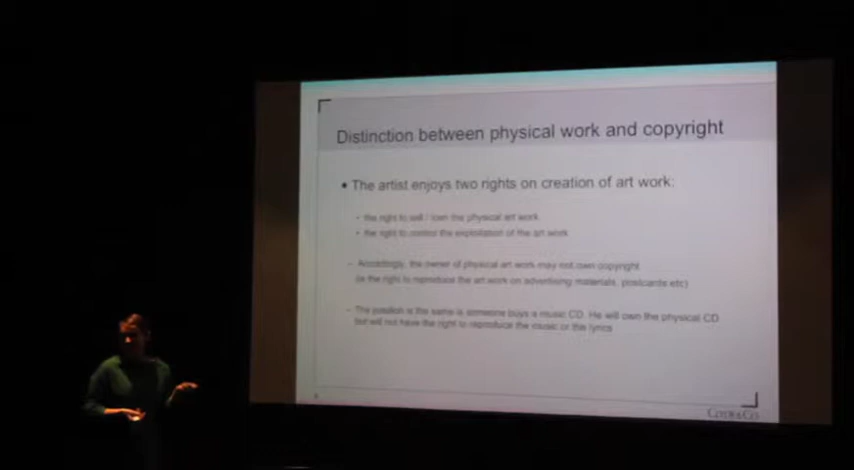 Distinction between physical work and copyright
• The artist enjoys two rights on creation of art work:
• the right to sell / own the physical art work
• the right to control the exploitation of the art work
– Accordingly, the owner of physical art work may not own copyright
(ie the right to reproduce the art work on advertising materials, postcards etc)
– The position is the same is someone buys a music CD. He will own the physical CD
but will not have the right to reproduce the music or the lyrics